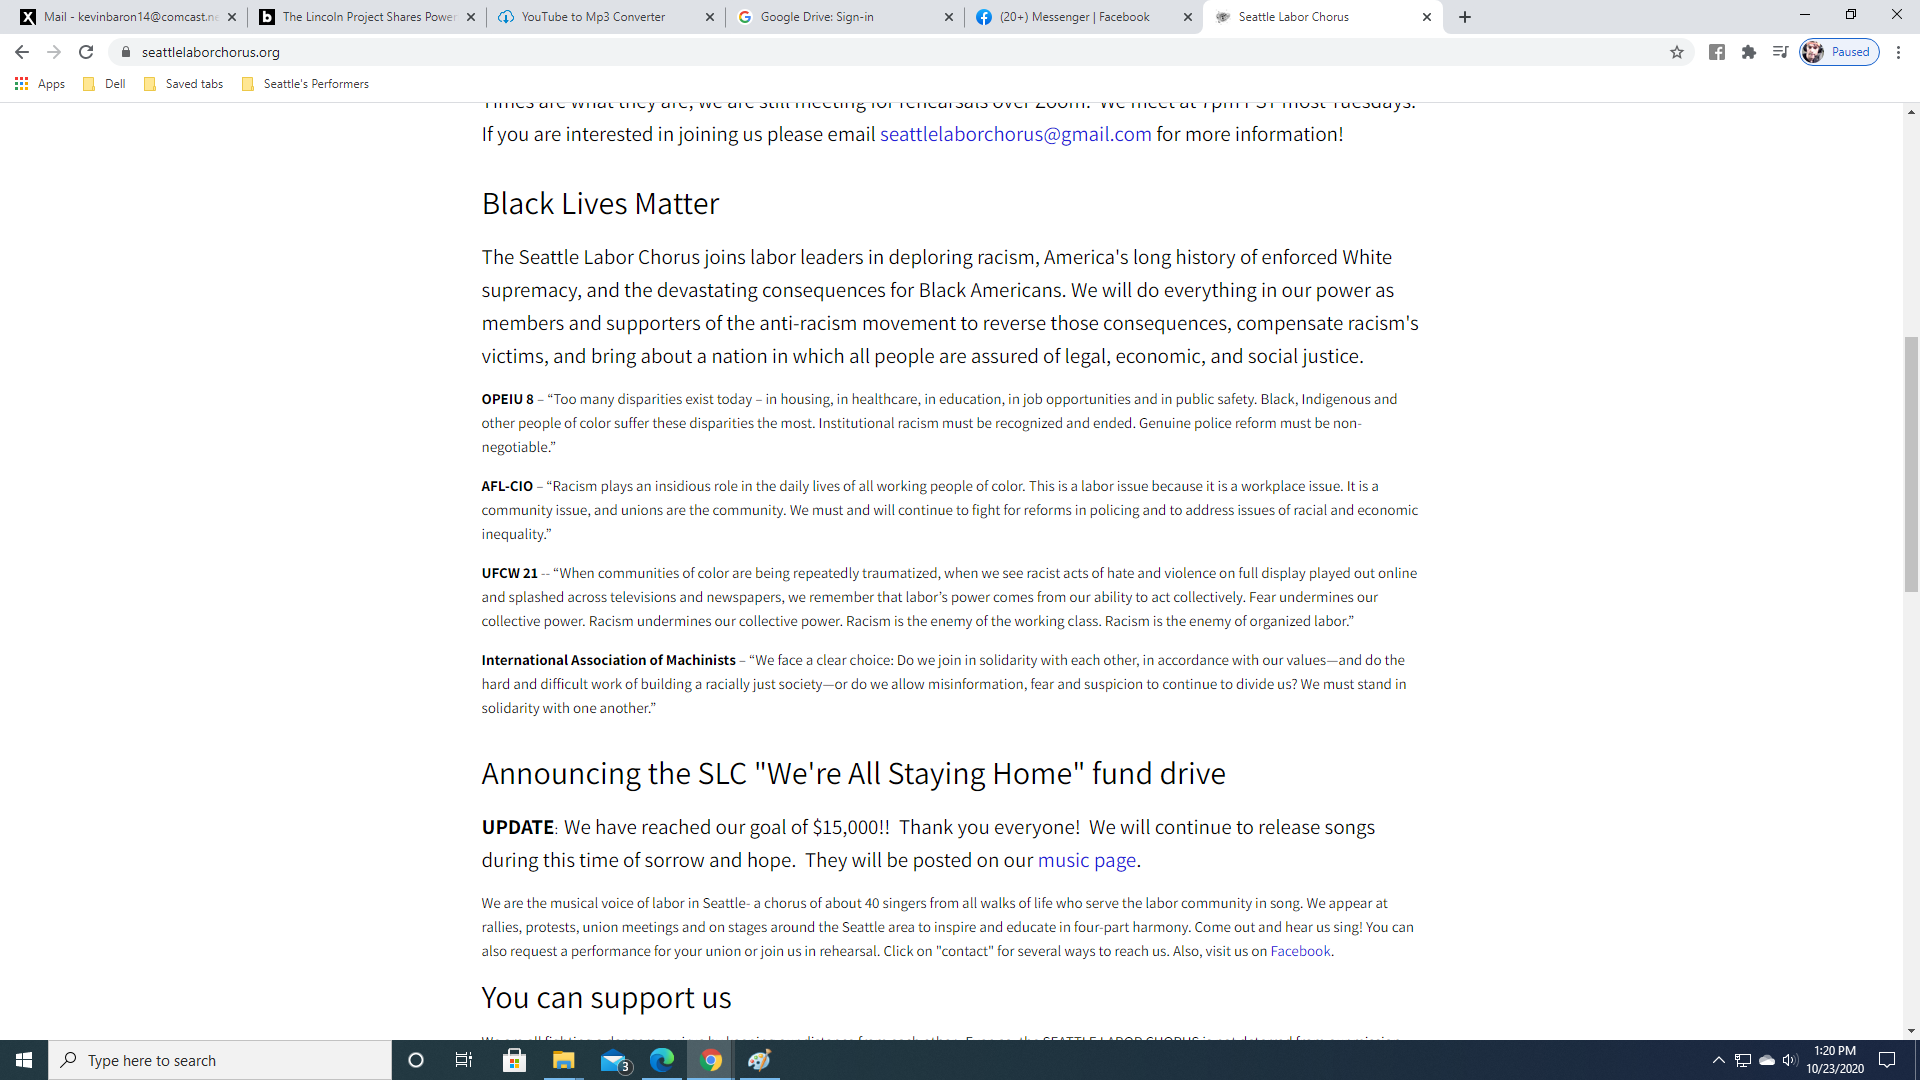 Mail - kevinbaron14@comcast.ne
The Lincoln Project Shares Power
YouTube to Mp3 Converter
Google Drive: Sign-in
(20+) Messenger | Facebook
Seattle Labor Chorus
seattlelaborchorus.org
Paused
Apps
Dell
Saved tabs
Seattle's Performers
Times are what they are, we are still meeting for rehearsals over Zoom! We meet at 7pm PST most Tuesdays.
If you are interested in joining us please email seattlelaborchorus@gmail.com for more information!
Black Lives Matter
The Seattle Labor Chorus joins labor leaders in deploring racism, America's long history of enforced White
supremacy, and the devastating consequences for Black Americans. We will do everything in our power as
members and supporters of the anti-racism movement to reverse those consequences, compensate racism's
victims, and bring about a nation in which all people are assured of legal, economic, and social justice.
OPEIU 8 – “Too many disparities exist today – in housing, in healthcare, in education, in job opportunities and in public safety. Black, Indigenous and
other people of color suffer these disparities the most. Institutional racism must be recognized and ended. Genuine police reform must be non-
negotiable.”
AFL-CIO – “Racism plays an insidious role in the daily lives of all working people of color. This is a labor issue because it is a workplace issue. It is a
community issue, and unions are the community. We must and will continue to fight for reforms in policing and to address issues of racial and economic
inequality.”
UFCW 21 -- “When communities of color are being repeatedly traumatized, when we see racist acts of hate and violence on full display played out online
and splashed across televisions and newspapers, we remember that labor’s power comes from our ability to act collectively. Fear undermines our
collective power. Racism undermines our collective power. Racism is the enemy of the working class. Racism is the enemy of organized labor.”
International Association of Machinists – “We face a clear choice: Do we join in solidarity with each other, in accordance with our values—and do the
hard and difficult work of building a racially just society—or do we allow misinformation, fear and suspicion to continue to divide us? We must stand in
solidarity with one another.”
Announcing the SLC "We're All Staying Home" fund drive
UPDATE: We have reached our goal of $15,000!! Thank you everyone! We will continue to release songs
during this time of sorrow and hope. They will be posted on our music page.
We are the musical voice of labor in Seattle- a chorus of about 40 singers from all walks of life who serve the labor community in song. We appear at
rallies, protests, union meetings and on stages around the Seattle area to inspire and educate in four-part harmony. Come out and hear us sing! You can
also request a performance for your union or join us in rehearsal. Click on "contact" for several ways to reach us. Also, visit us on Facebook.
You can support us
Type here to search
3
1:20 PM
10/23/2020